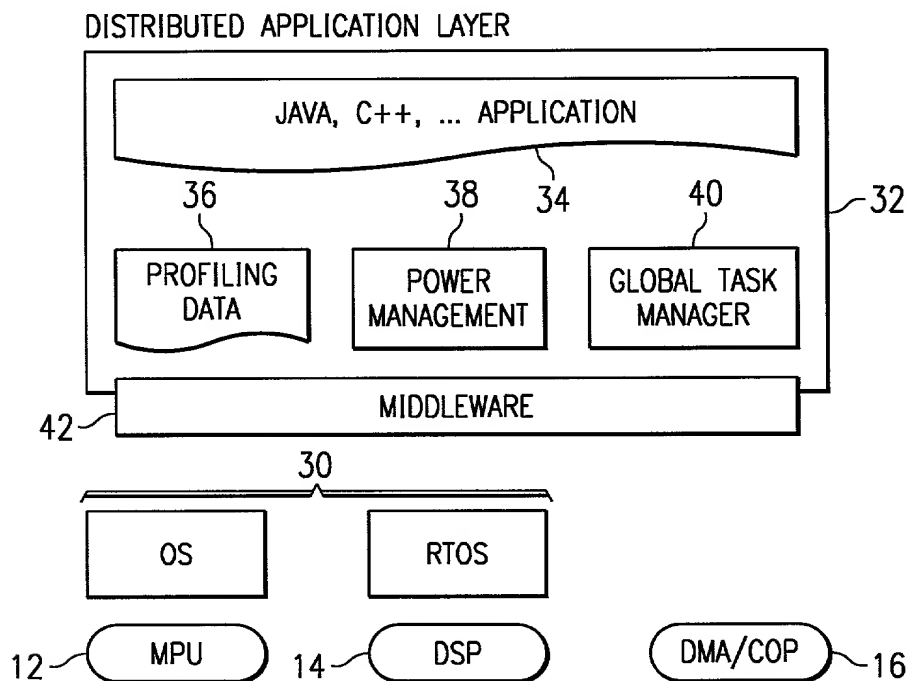 DISTRIBUTED APPLICATION LAYER
JAVA, C++, ... APPLICATION
36
38
34
40
32
PROFILING
DATA
POWER
MANAGEMENT
GLOBAL TASK
MANAGER
MIDDLEWARE
42
30
OS
RTOS
12
MPU
14
DSP
DMA/COP
16